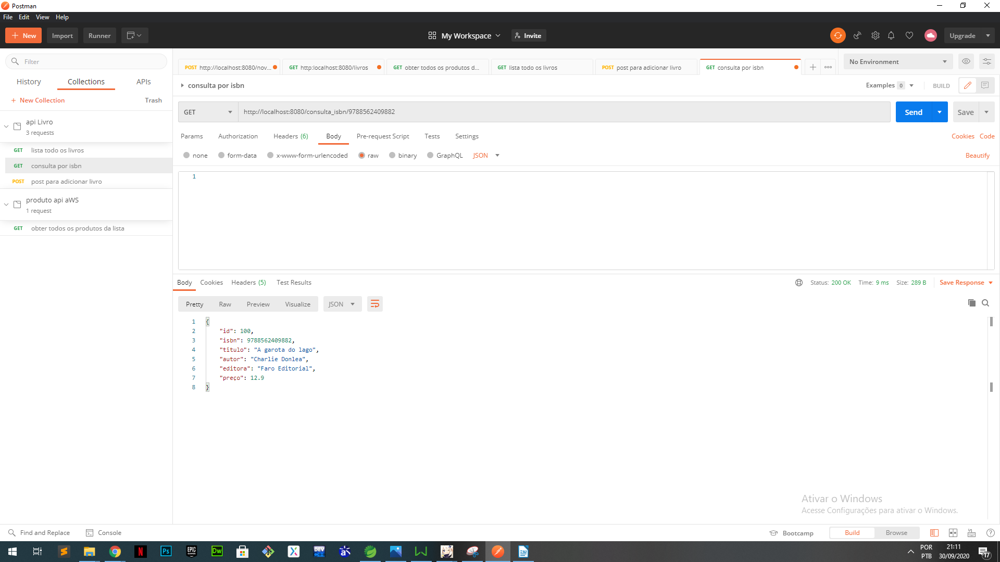 Postman
File Edit View Help
New Import Runner My Workspace Invite Upgrade
Filter
History Collections APIs
New Collection Trash
api Livro
3 requests
GET lista todo os livros
GET consulta por isbn
POST post para adicionar livro
produto api aWS
1 request
GET obter todos os produtos da lista
POST http://localhost:8080/nov... GET http:localhost:8080/livros GET obter todos os produtos d... GET lista todo os livros POST post para adicionar livro GET consulta por isbn No Environment
consulta por isbn Examples 0 BUILD
GET http://localhost:8080/consulta_isbn/9788562409882 Send Save
Params Authorization Headers (6) Body Pre-request Script Tests Settings Cookies Code
none form-data x-www-form-urlencoded raw binary GraphQL JSON Beautify
1
Body Cookies Headers (5) Test Results Status: 200 OK Time: 9 ms Size: 289 B Save Response
Pretty Raw Preview Visualize JSON
1 {
2 "id": 100,
3 "isbn": 9788562409882,
4 "titulo": "A garota do lago",
5 "autor": "Charlie Donlea",
6 "editora": "Faro Editorial",
7 "preço": 12.9
8 }
Ativar o Windows
Acesse Configurações para ativar o Windows.
Find and Replace Console Bootcamp Build Browse
N Ps EPIC GAMES Dw X DEV C++ a
POR 21:11
PTB 30/09/2020 17